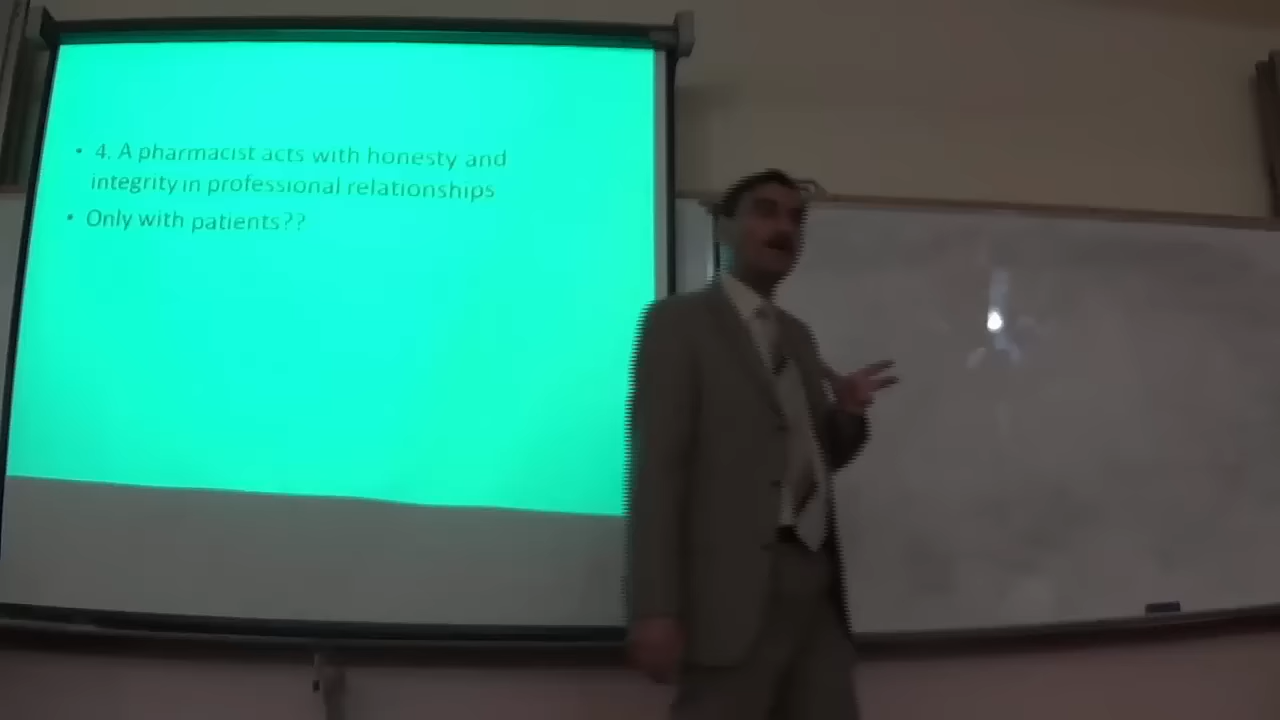 • 4. A pharmacist acts with honesty and
integrity in professional relationships
• Only with patients??